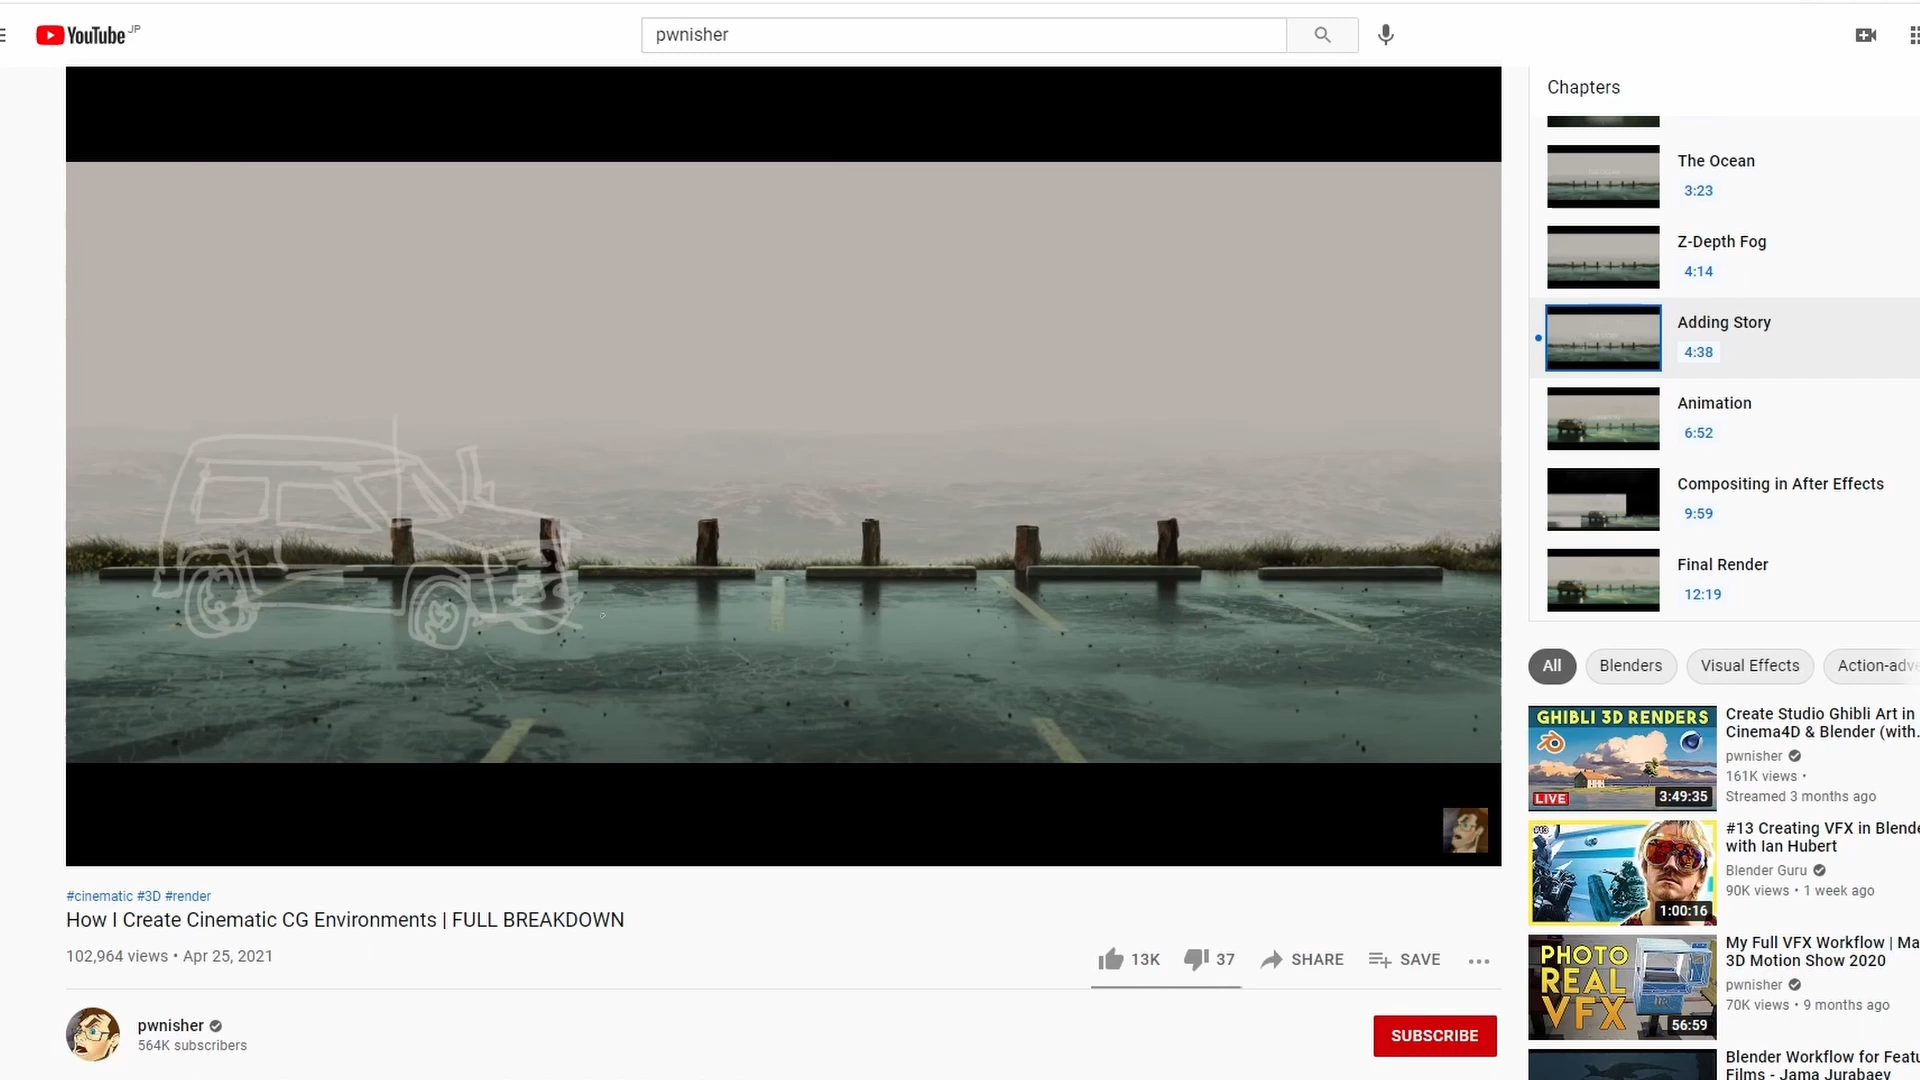 YouTube JP
pwnisher
Chapters
The Ocean
3:23
Z-Depth Fog
4:14
Adding Story
4:38
Animation
6:52
Compositing in After Effects
9:59
Final Render
12:19
All
Blenders
Visual Effects
Action-adve
GHIBLI 3D RENDERS
LIVE
3:49:35
Create Studio Ghibli Art in
Cinema4D & Blender (with...
pwnisher
161K views •
Streamed 3 months ago
#13
1:00:16
#13 Creating VFX in Blende
with Ian Hubert
Blender Guru
90K views • 1 week ago
PHOTO
REAL
VFX
56:59
My Full VFX Workflow | Ma
3D Motion Show 2020
pwnisher
70K views • 9 months ago
Blender Workflow for Featu
Films - Jama Jurabaev
#cinematic #3D #render
How I Create Cinematic CG Environments | FULL BREAKDOWN
102,964 views • Apr 25, 2021
13K
37
SHARE
SAVE
pwnisher
564K subscribers
SUBSCRIBE